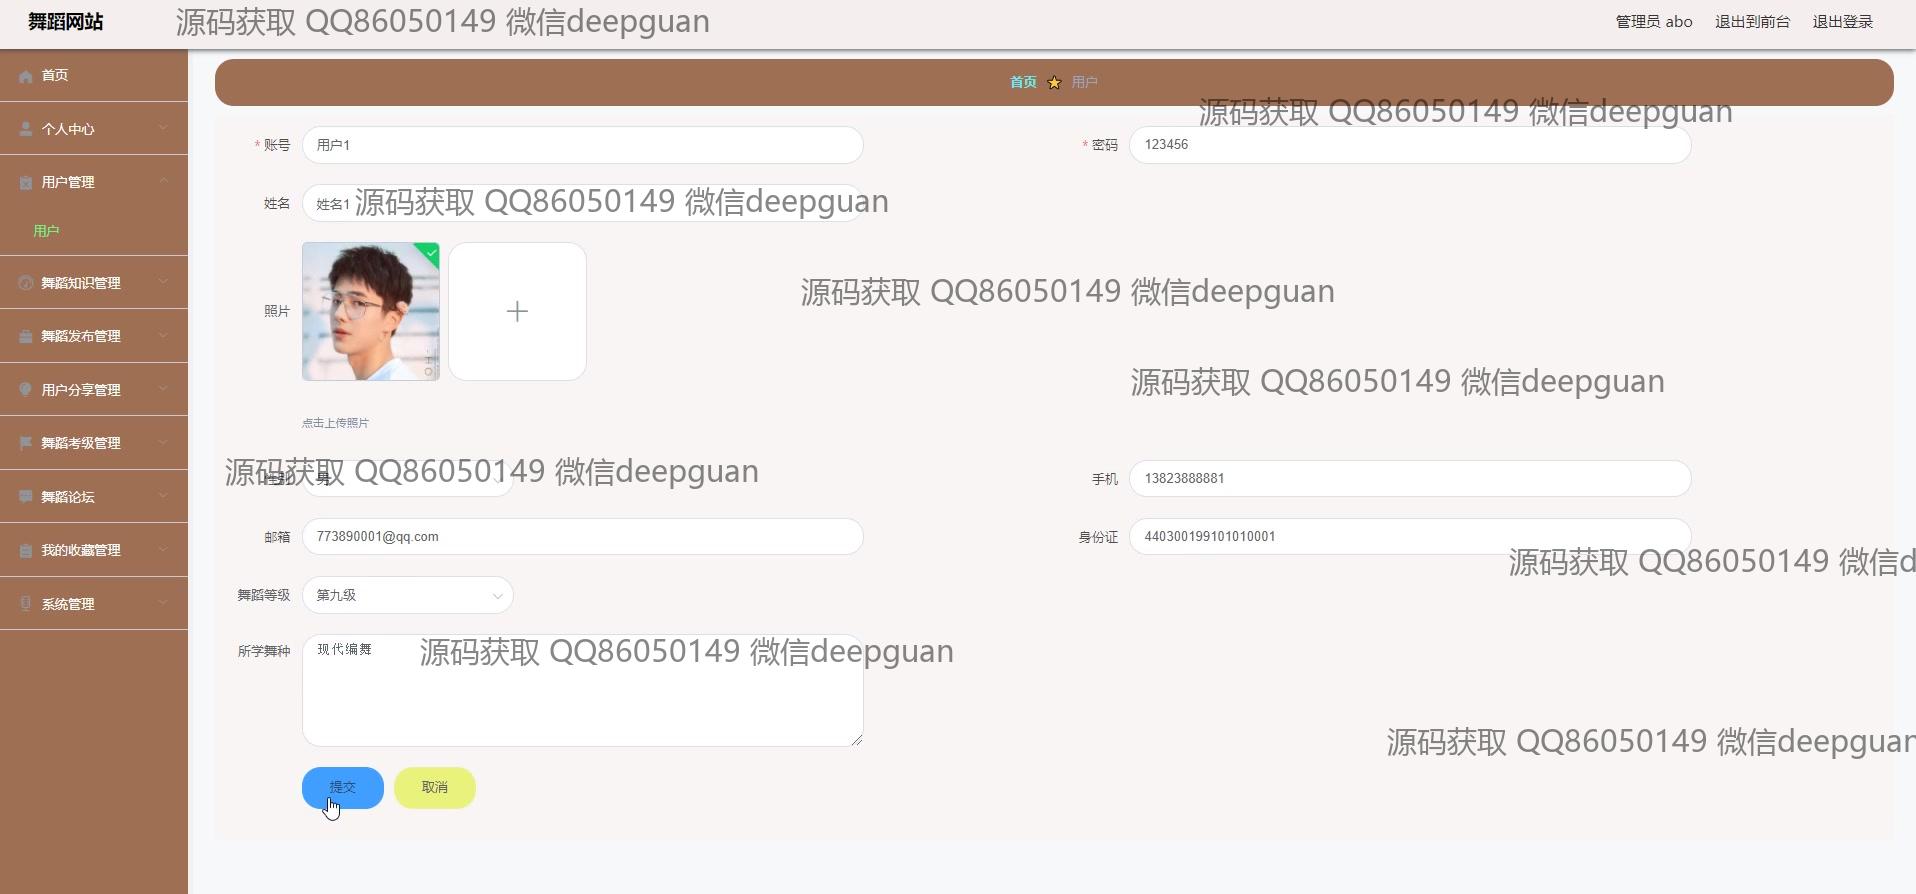 舞蹈网站
源码获取 QQ86050149 微信deepguan
管理员 abo 退出到前台 退出登录
首页
个人中心
用户管理
用户
舞蹈知识管理
舞蹈发布管理
用户分享管理
舞蹈考级管理
舞蹈论坛
我的收藏管理
系统管理
首页 用户
源码获取 QQ86050149 微信deepguan
* 账号 用户1
* 密码 123456
姓名 姓名1
源码获取 QQ86050149 微信deepguan
照片
源码获取 QQ86050149 微信deepguan
源码获取 QQ86050149 微信deepguan
点击上传照片
源码获取 QQ86050149 微信deepguan
性别 男
手机 13823888881
邮箱 773890001@qq.com
身份证 440300199101010001
源码获取 QQ86050149 微信d
舞蹈等级 第九级
所学舞种 现代编舞
源码获取 QQ86050149 微信deepguan
源码获取 QQ86050149 微信deepguan
提交 取消